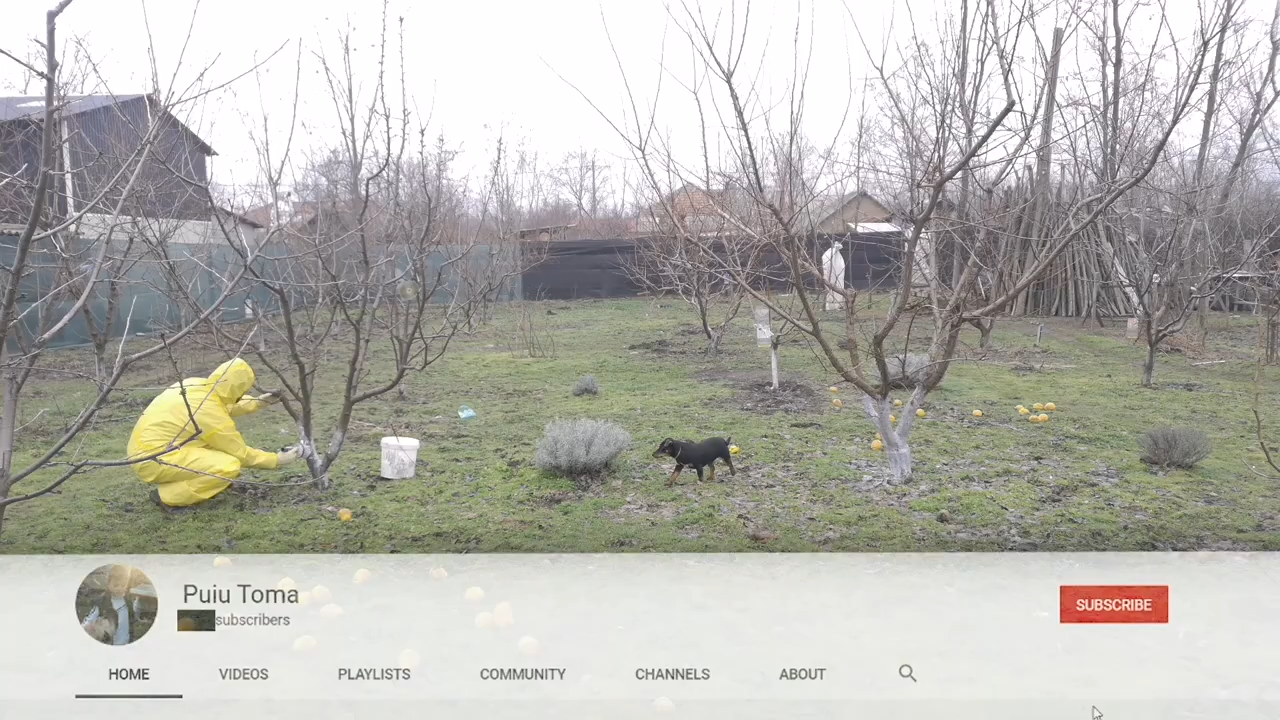 Puiu Toma
subscribers
SUBSCRIBE
HOME VIDEOS PLAYLISTS COMMUNITY CHANNELS ABOUT